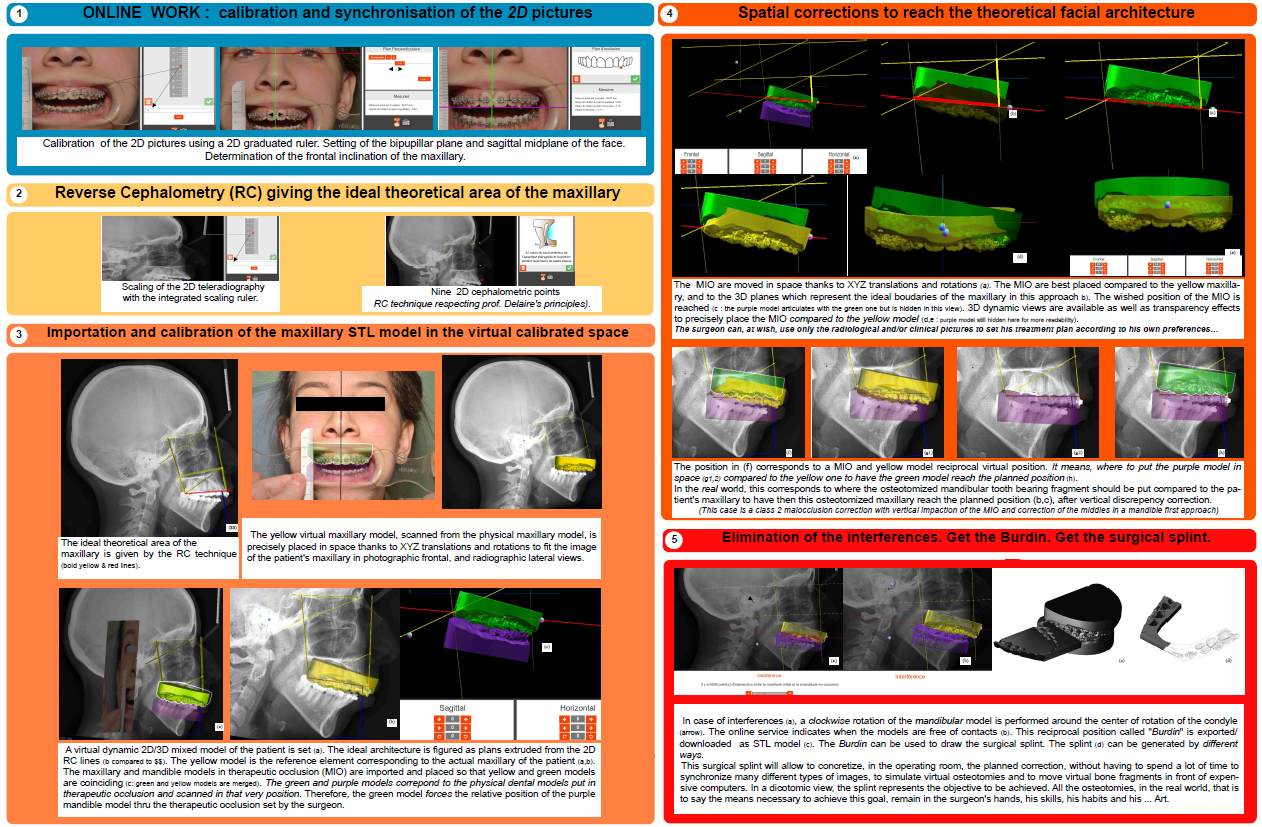 1
ONLINE WORK : calibration and synchronisation of the 2D pictures
Plan Perpendiculaire
Mesures
Plan d'occlusion
Mesures
Calibration of the 2D pictures using a 2D graduated ruler. Setting of the bipupillar plane and sagittal midplane of the face.
Determination of the frontal inclination of the maxillary.
2
Reverse Cephalometry (RC) giving the ideal theoretical area of the maxillary
Scaling of the 2D teleradiography
with the integrated scaling ruler.
Nine 2D cephalometric points
RC technique respecting prof. Delaire's principles).
3
Importation and calibration of the maxillary STL model in the virtual calibrated space
($$)
The ideal theoretical area of the
maxillary is given by the RC technique
(bold yellow & red lines).
The yellow virtual maxillary model, scanned from the physical maxillary model, is
precisely placed in space thanks to XYZ translations and rotations to fit the image
of the patient's maxillary in photographic frontal, and radiographic lateral views.
(a)
(b)
(c)
Sagittal
Horizontal
A virtual dynamic 2D/3D mixed model of the patient is set (a). The ideal architecture is figured as plans extruded from the 2D
RC lines (b compared to $$). The yellow model is the reference element corresponding to the actual maxillary of the patient (a,b).
The maxillary and mandible models in therapeutic occlusion (MIO) are imported and placed so that yellow and green models
are coinciding (c: green and yellow models are merged). The green and purple models correpond to the physical dental models put in
therapeutic occlusion and scanned in that very position. Therefore, the green model forces the relative position of the purple
mandible model thru the therapeutic occlusion set by the surgeon.
4
Spatial corrections to reach the theoretical facial architecture
Frontal
Sagittal
Horizontal
(a)
(b)
(c)
(d)
(e)
Frontal
Sagittal
Horizontal
The MIO are moved in space thanks to XYZ translations and rotations (a). The MIO are best placed compared to the yellow maxilla-
ry, and to the 3D planes which represent the ideal boudaries of the maxillary in this approach b). The wished position of the MIO is
reached (c : the purple model articulates with the green one but is hidden in this view). 3D dynamic views are available as well as transparency effects
to precisely place the MIO compared to the yellow model (d,e : purple model still hidden here for more readability).
The surgeon can, at wish, use only the radiological and/or clinical pictures to set his treatment plan according to his own preferences...
(f)
(g1)
(g2)
(h)
The position in (f) corresponds to a MIO and yellow model reciprocal virtual position. It means, where to put the purple model in
space (g1,2) compared to the yellow one to have the green model reach the planned position (h).
In the real world, this corresponds to where the osteotomized mandibular tooth bearing fragment should be put compared to the pa-
tient's maxillary to have then this osteotomized maxillary reach the planned position (b,c), after vertical discrepency correction.
(This case is a class 2 malocclusion correction with vertical impaction of the MIO and correction of the middles in a mandible first approach)
5
Elimination of the interferences. Get the Burdin. Get the surgical splint.
(a)
(b)
(c)
(d)
Interférence
Interférence
In case of interferences (a), a clockwise rotation of the mandibular model is performed around the center of rotation of the condyle
(arrow). The online service indicates when the models are free of contacts (b). This reciprocal position called "Burdin" is exported/
downloaded as STL model (c). The Burdin can be used to draw the surgical splint. The splint (d) can be generated by different
ways.
This surgical splint will allow to concretize, in the operating room, the planned correction, without having to spend a lot of time to
synchronize many different types of images, to simulate virtual osteotomies and to move virtual bone fragments in front of expen-
sive computers. In a dicotomic view, the splint represents the objective to be achieved. All the osteotomies, in the real world, that is
to say the means necessary to achieve this goal, remain in the surgeon's hands, his skills, his habits and his ... Art.